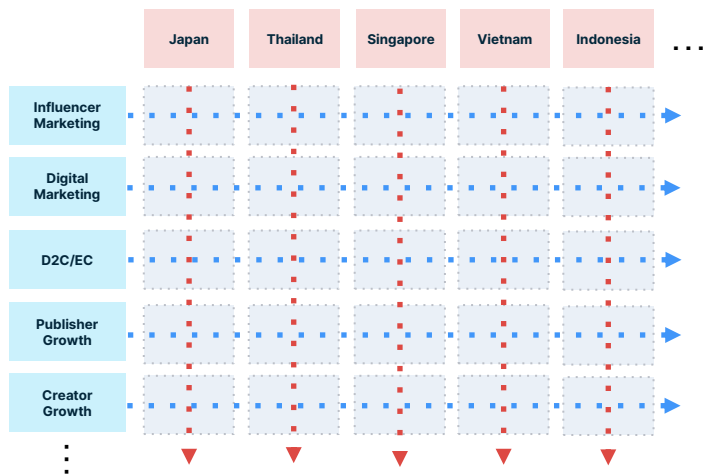 Japan
Thailand
Singapore
Vietnam
Indonesia
...
Influencer
Marketing
Digital
Marketing
D2C/EC
Publisher
Growth
Creator
Growth
...